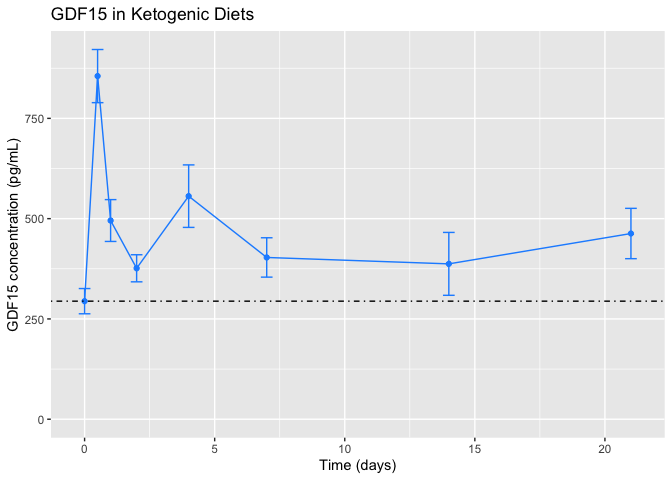 GDF15 in Ketogenic Diets
GDF15 concentration (pg/mL)
750
500
250
0
0 5 10 15 20
Time (days)